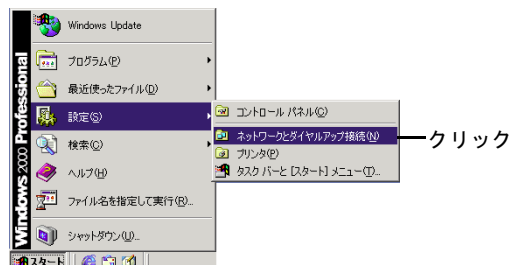 Windows 2000 Professional
Windows Update
プログラム(P)
最近使ったファイル(D)
設定(S)
検索(C)
ヘルプ(H)
ファイル名を指定して実行(R)...
シャットダウン(U)...
スタート
コントロール パネル(C)
ネットワークとダイヤルアップ接続(N)
プリンタ(P)
タスク バーと [スタート] メニュー(T)...
クリック